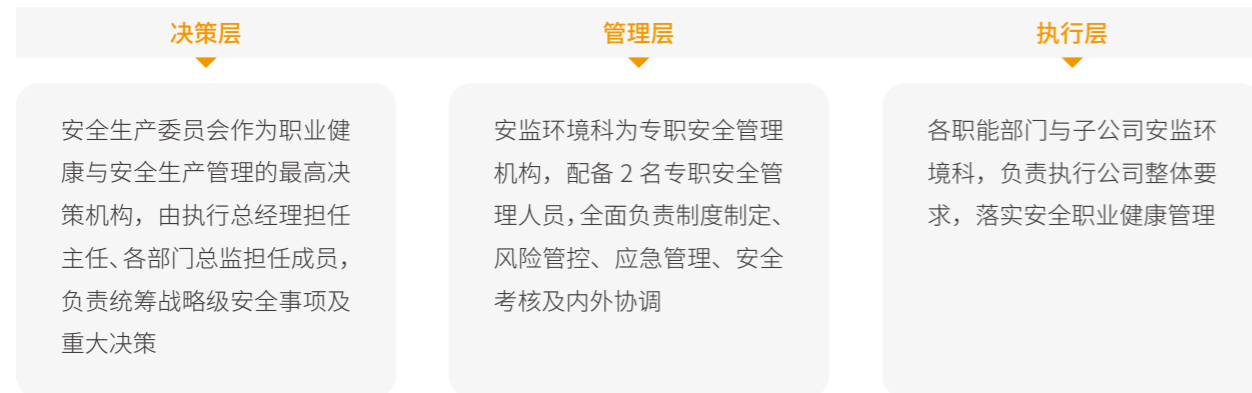 决策层
安全生产委员会作为职业健
康与安全生产管理的最高决
策机构，由执行总经理担任
主任、各部门总监担任成员，
负责统筹战略级安全事项及
重大决策
管理层
安监环境科为专职安全管理
机构，配备 2 名专职安全管
理人员，全面负责制度制定、
风险管控、应急管理、安全
考核及内外协调
执行层
各职能部门与子公司安监环
境科，负责执行公司整体要
求，落实安全职业健康管理